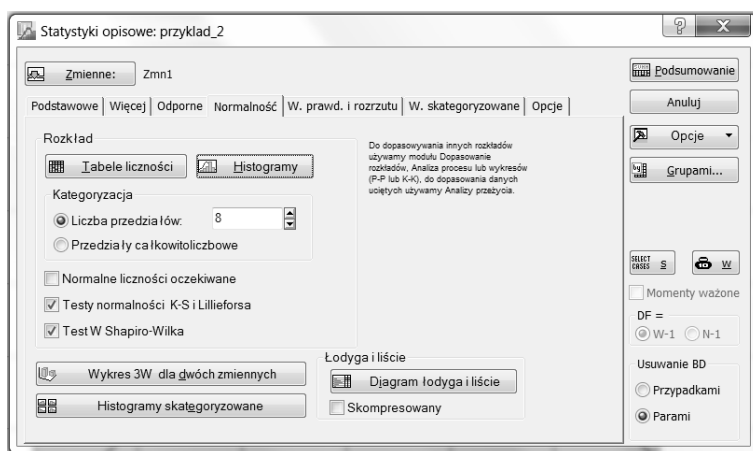 Statystyki opisowe: przyklad_2
Zmienne: Zmn1
Podstawowe Więcej Odporne Normalność W. prawd. i rozrzutu W. skategoryzowane Opcje
Rozkład
Tabele liczności Histogramy
Kategoryzacja
Liczba przedziałów: 8
Przedziały całkowitoliczbowe
Normalne liczności oczekiwane
Testy normalności K-S i Lillieforsa
Test W Shapiro-Wilka
Do dopasowywania innych rozkładów
używamy modułu Dopasowanie
rozkładów, Analiza procesu lub wykresów
(P-P lub K-K), do dopasowania danych
uciętych używamy Analizy przeżycia.
Wykres 3W dla dwóch zmiennych
Histogramy skategoryzowane
Łodyga i liście
Diagram łodyga i liście
Skompresowany
Podsumowanie
Anuluj
Opcje
Grupami...
SELECT CASES S W
Momenty ważone
DF =
W-1 N-1
Usuwanie BD
Przypadkami
Parami